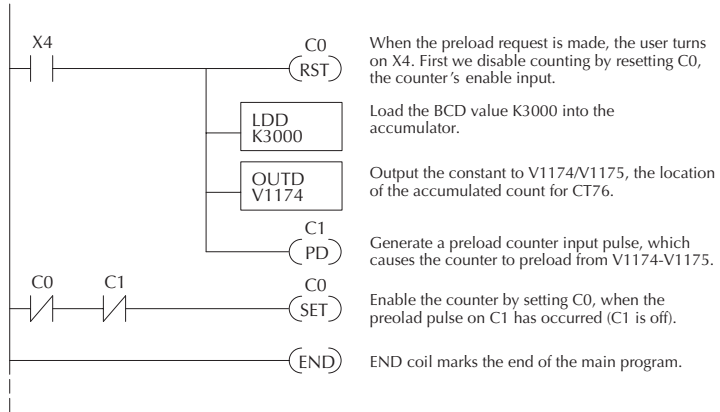 X4
C0
RST
When the preload request is made, the user turns
on X4. First we disable counting by resetting C0,
the counter's enable input.
LDD
K3000
Load the BCD value K3000 into the
accumulator.
OUTD
V1174
Output the constant to V1174/V1175, the location
of the accumulated count for CT76.
C1
PD
Generate a preload counter input pulse, which
causes the counter to preload from V1174-V1175.
C0
C1
C0
SET
Enable the counter by setting C0, when the
preolad pulse on C1 has occurred (C1 is off).
END
END coil marks the end of the main program.